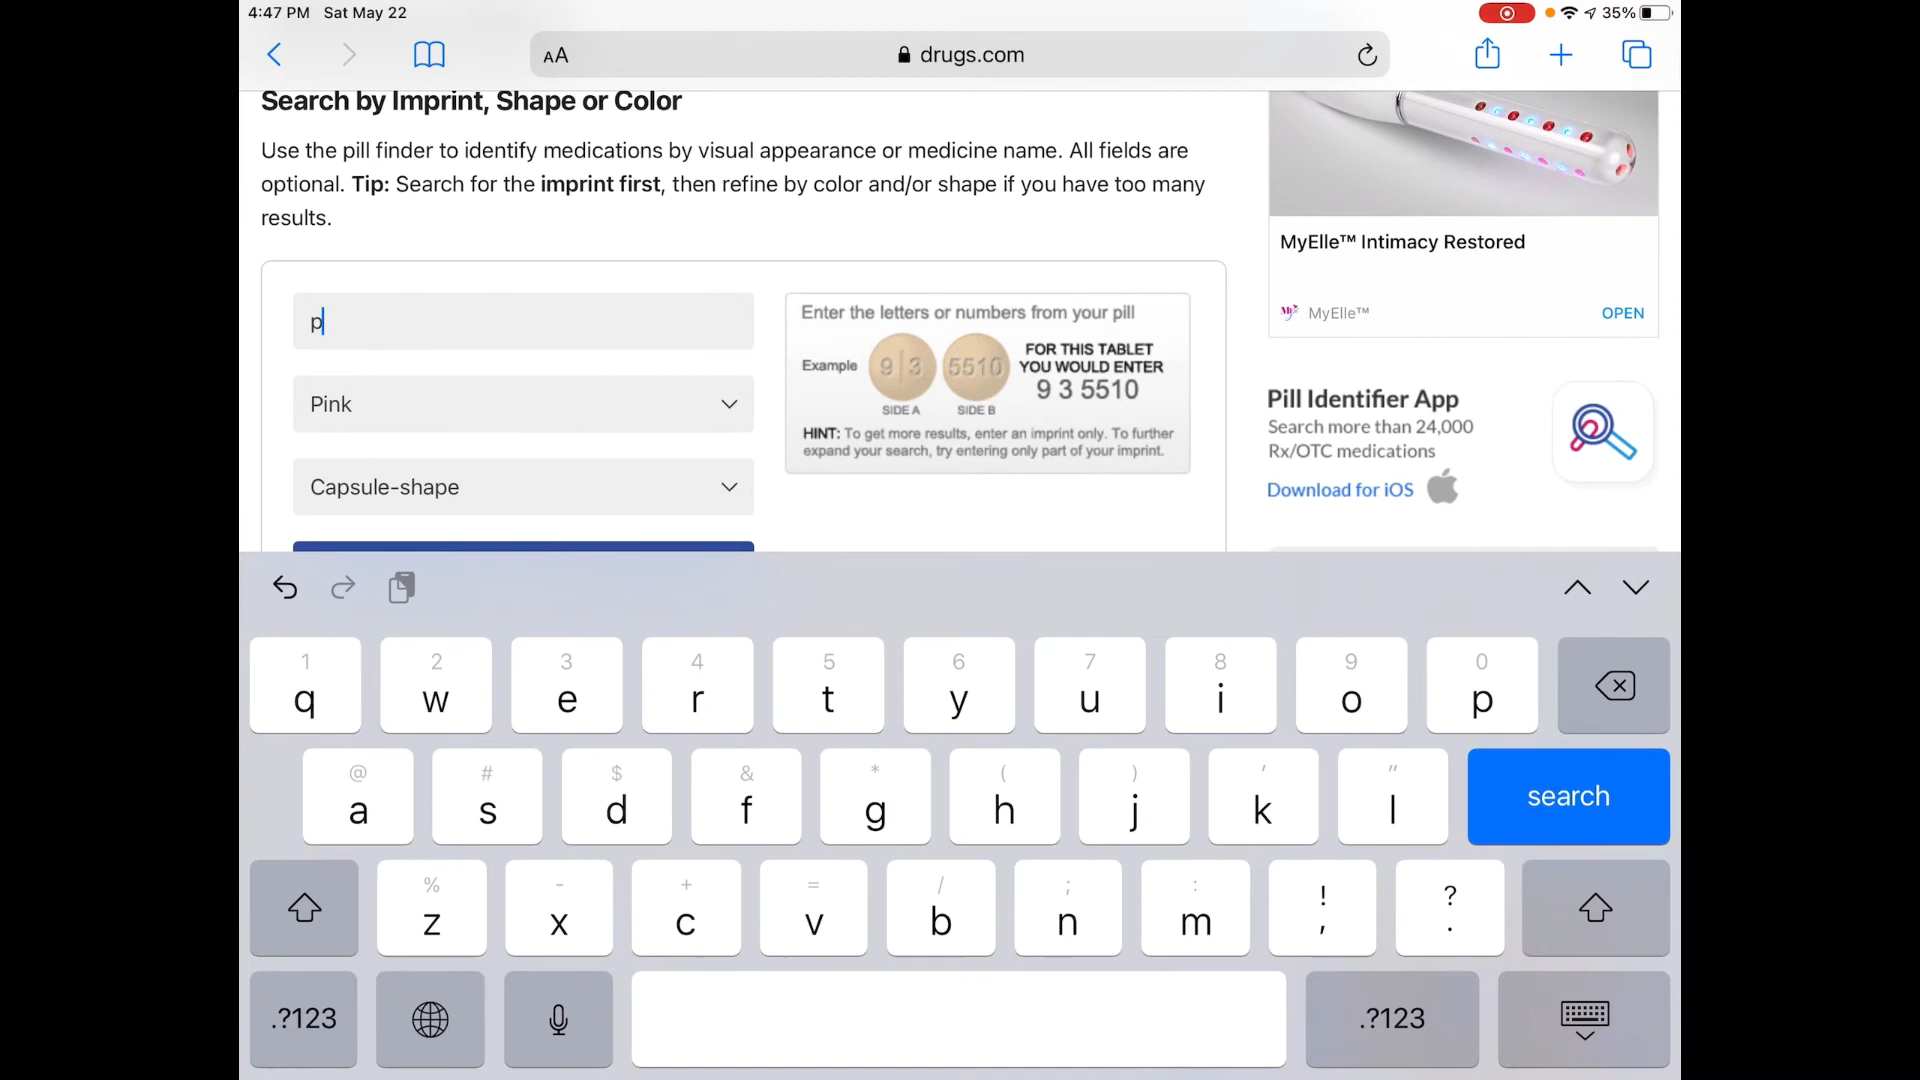 4:47 PM Sat May 22
35%
AA
drugs.com
Search by Imprint, Shape or Color
Use the pill finder to identify medications by visual appearance or medicine name. All fields are
optional. Tip: Search for the imprint first, then refine by color and/or shape if you have too many
results.
p
Pink
Capsule-shape
Enter the letters or numbers from your pill
Example
9 3
5510
SIDE A
SIDE B
FOR THIS TABLET
YOU WOULD ENTER
9 3 5510
HINT: To get more results, enter an imprint only. To further
expand your search, try entering only part of your imprint.
MyElle™ Intimacy Restored
My
MyElle™
OPEN
Pill Identifier App
Search more than 24,000
Rx/OTC medications
Download for iOS
1 2 3 4 5 6 7 8 9 0
q w e r t y u i o p
@ # $ & * ( ) ' "
a s d f g h j k l
search
% - + = / ; : ! ?
z x c v b n m , .
.?123
.?123